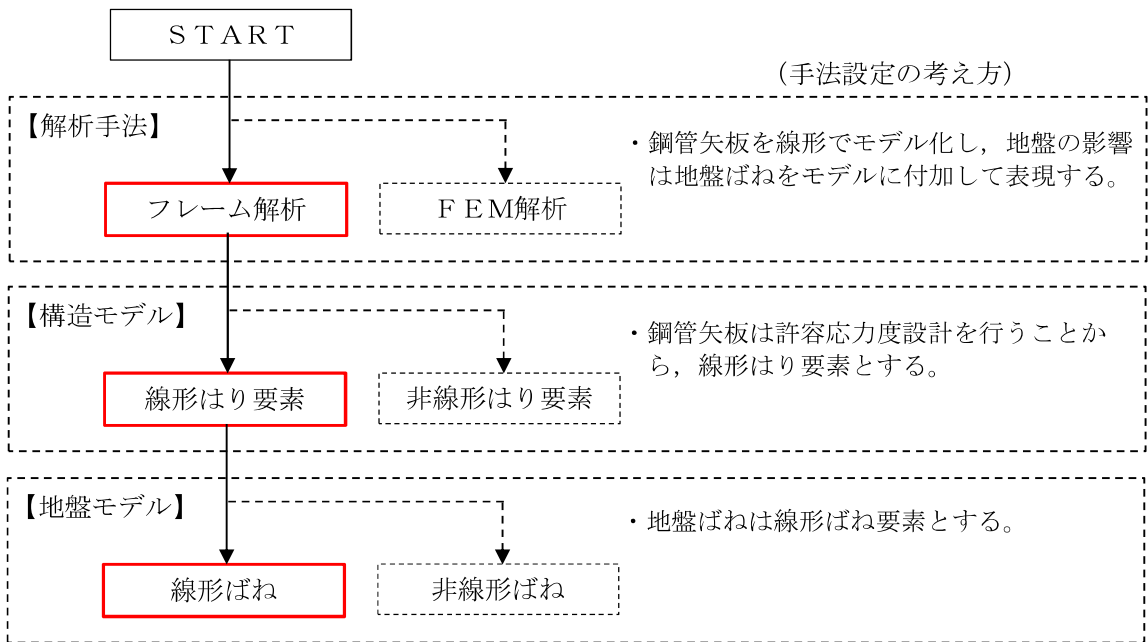 ＳＴＡＲＴ
（手法設定の考え方）
【解析手法】
・鋼管矢板を線形でモデル化し，地盤の影響
は地盤ばねをモデルに付加して表現する。
フレーム解析
ＦＥＭ解析
【構造モデル】
・鋼管矢板は許容応力度設計を行うことか
ら，線形はり要素とする。
線形はり要素
非線形はり要素
【地盤モデル】
・地盤ばねは線形ばね要素とする。
線形ばね
非線形ばね